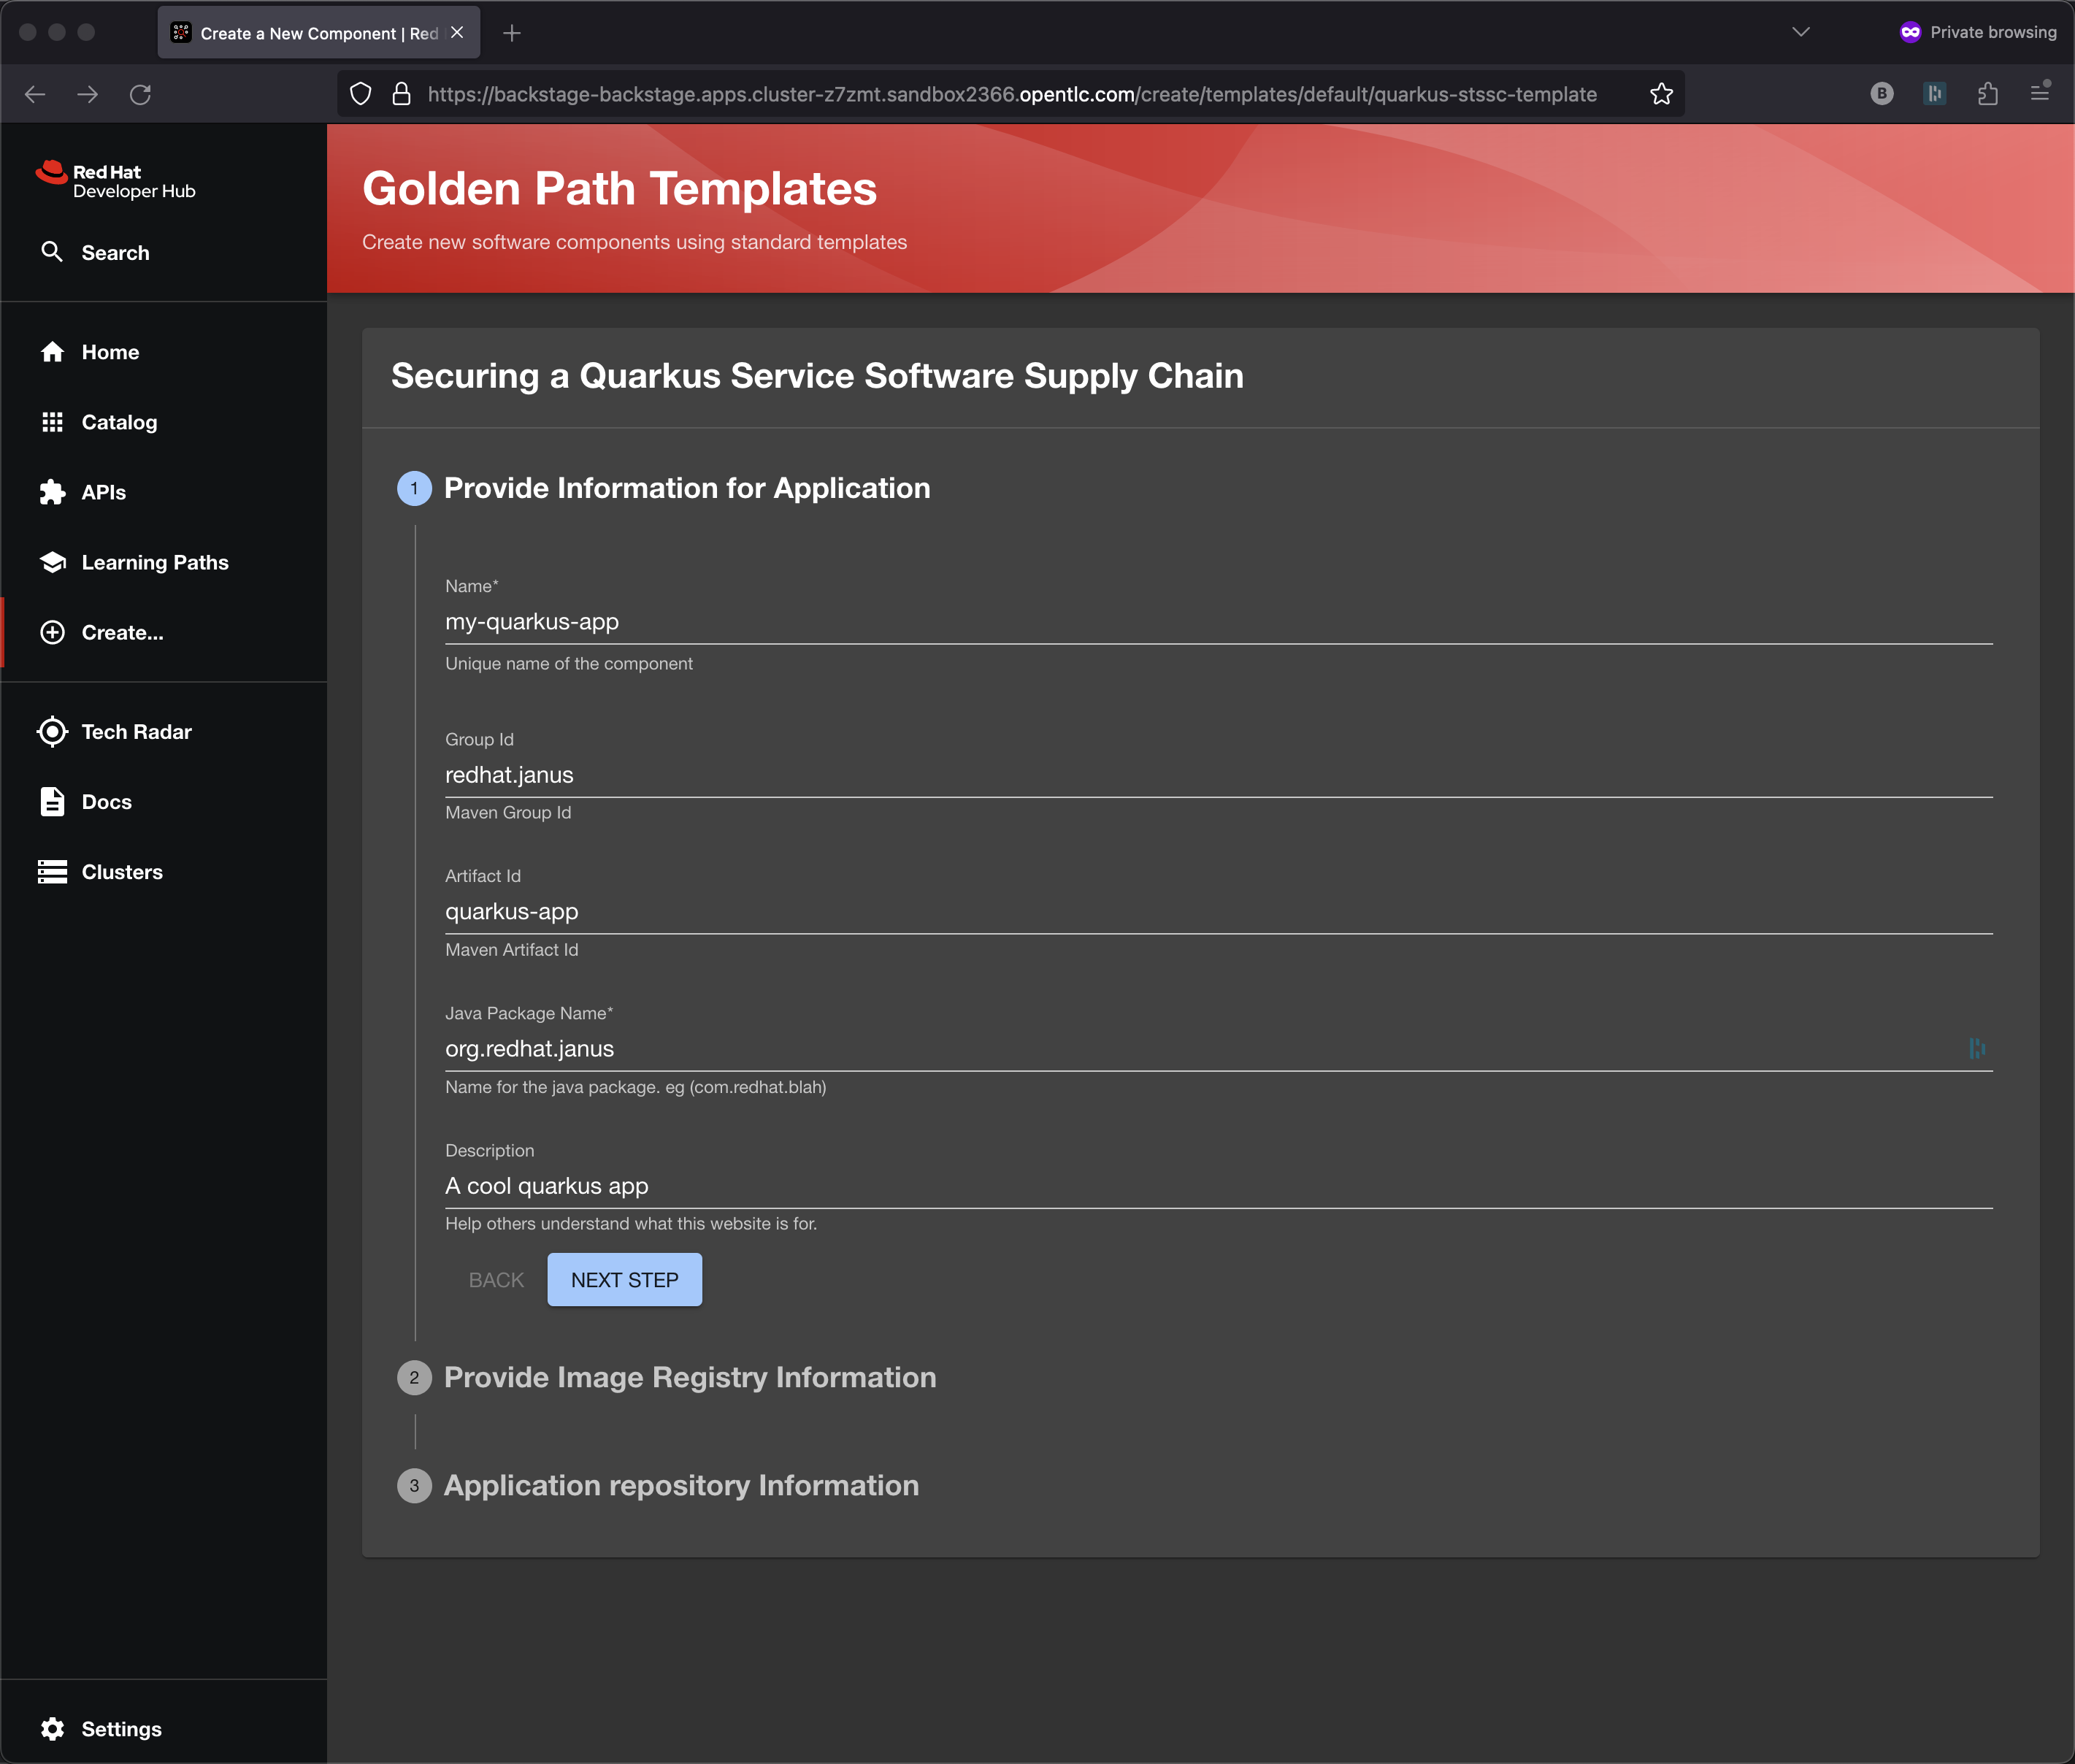 Create a New Component | Red
Private browsing
https://backstage-backstage.apps.cluster-z7zmt.sandbox2366.opentlc.com/create/templates/default/quarkus-stssc-template
B
Red Hat
Developer Hub
Search
Home
Catalog
APIs
Learning Paths
Create...
Tech Radar
Docs
Clusters
Settings
Golden Path Templates
Create new software components using standard templates
Securing a Quarkus Service Software Supply Chain
1 Provide Information for Application
Name*
my-quarkus-app
Unique name of the component
Group Id
redhat.janus
Maven Group Id
Artifact Id
quarkus-app
Maven Artifact Id
Java Package Name*
org.redhat.janus
Name for the java package. eg (com.redhat.blah)
Description
A cool quarkus app
Help others understand what this website is for.
BACK NEXT STEP
2 Provide Image Registry Information
3 Application repository Information